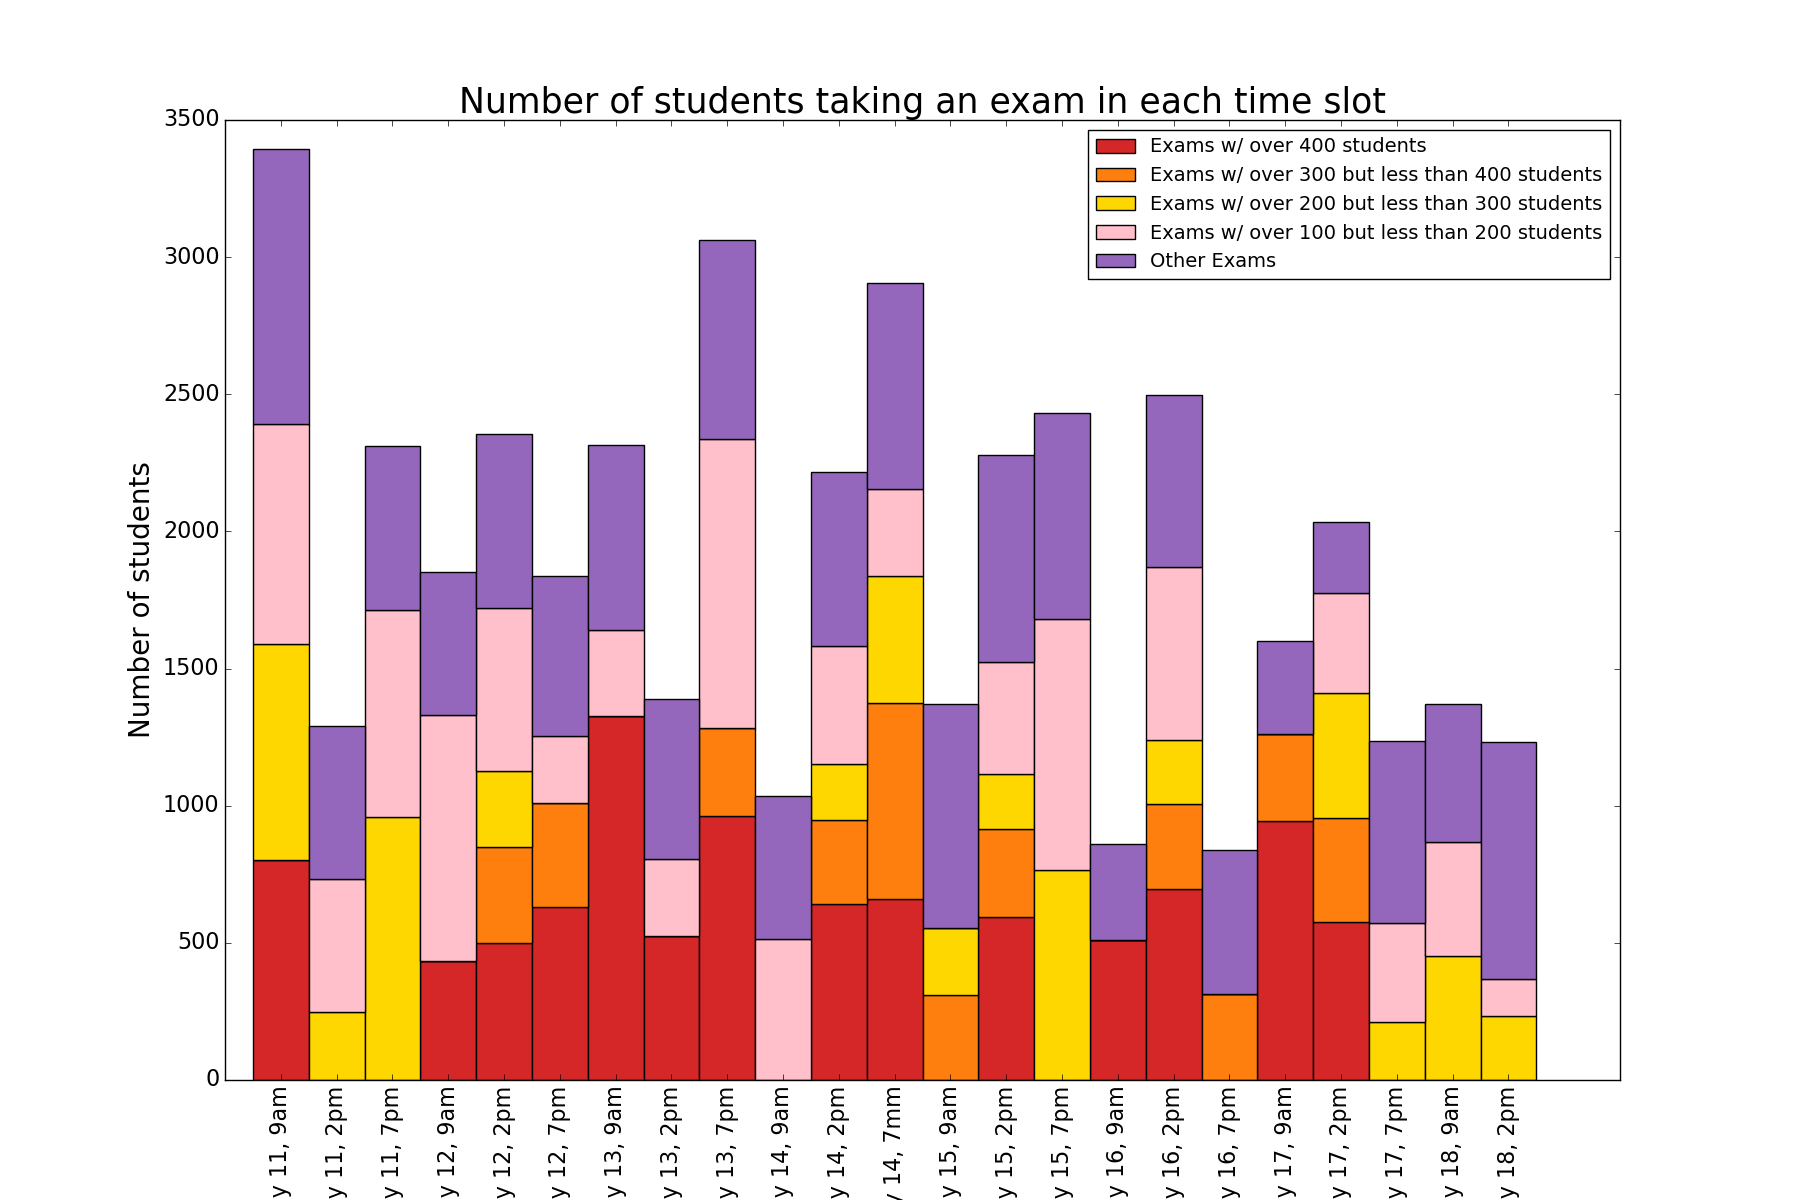 Number of students taking an exam in each time slot
3500
3000
2500
2000
1500
1000
500
0
Number of students
Exams w/ over 400 students
Exams w/ over 300 but less than 400 students
Exams w/ over 200 but less than 300 students
Exams w/ over 100 but less than 200 students
Other Exams
y 11, 9am
y 11, 2pm
y 11, 7pm
y 12, 9am
y 12, 2pm
y 12, 7pm
y 13, 9am
y 13, 2pm
y 13, 7pm
y 14, 9am
y 14, 2pm
y 14, 7mm
y 15, 9am
y 15, 2pm
y 15, 7pm
y 16, 9am
y 16, 2pm
y 16, 7pm
y 17, 9am
y 17, 2pm
y 17, 7pm
y 18, 9am
y 18, 2pm